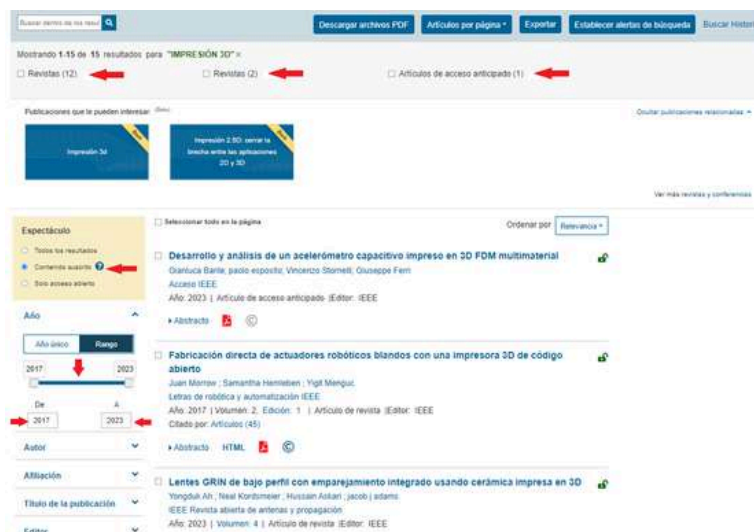 Buscar dentro de los resul
Descargar archivos PDF
Artículos por página
Exportar
Establecer alertas de búsqueda
Buscar Histori
Mostrando 1-15 de 15 resultados para "IMPRESIÓN 3D" ×
Revistas (12)
Revistas (2)
Artículos de acceso anticipado (1)
Publicaciones que le pueden interesar
Ocultar publicaciones relacionadas
Impresión 3d
Impresión 2.5D: cerrar la
brecha entre las aplicaciones
2D y 3D
Ver más revistas y conferencias
Espectáculo
Todos los resultados
Contenido suscrito ?
Solo acceso abierto
Año
Año único
Rango
2017
2023
De
A
2017
2023
Autor
Afiliación
Título de la publicación
Editor
Seleccionar todo en la página
Ordenar por
Relevancia
Desarrollo y análisis de un acelerómetro capacitivo impreso en 3D FDM multimaterial
Gianluca Barile; paolo esposito; Vincenzo Stornelli; Giuseppe Ferri
Acceso IEEE
Año: 2023 | Artículo de acceso anticipado |Editor: IEEE
Abstracto ©
Fabricación directa de actuadores robóticos blandos con una impresora 3D de código
abierto
Juan Morrow ; Samantha Hemleben ; Yigit Menguc
Letras de robótica y automatización IEEE
Año: 2017 | Volumen: 2, Edición: 1 | Artículo de revista |Editor: IEEE
Citado por: Artículos (45)
Abstracto HTML ©
Lentes GRIN de bajo perfil con emparejamiento integrado usando cerámica impresa en 3D
Yongduk Ah ; Neal Kordsmeier ; Hussain Askari ; jacob j adams
IEEE Revista abierta de antenas y propagación
Año: 2023 | Volumen: 4 | Artículo de revista |Editor: IEEE